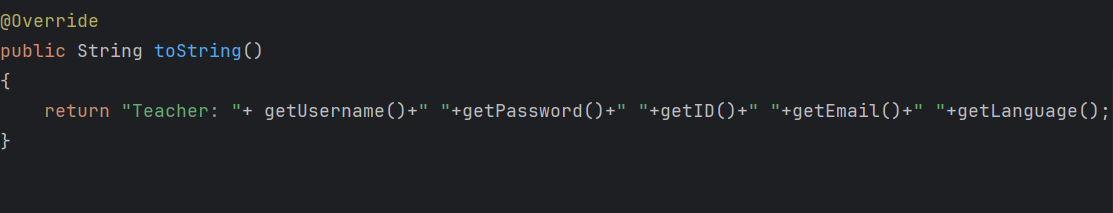 @Override
public String toString()
{
    return "Teacher: "+ getUsername()+" "+getPassword()+" "+getID()+" "+getEmail()+" "+getLanguage();
}